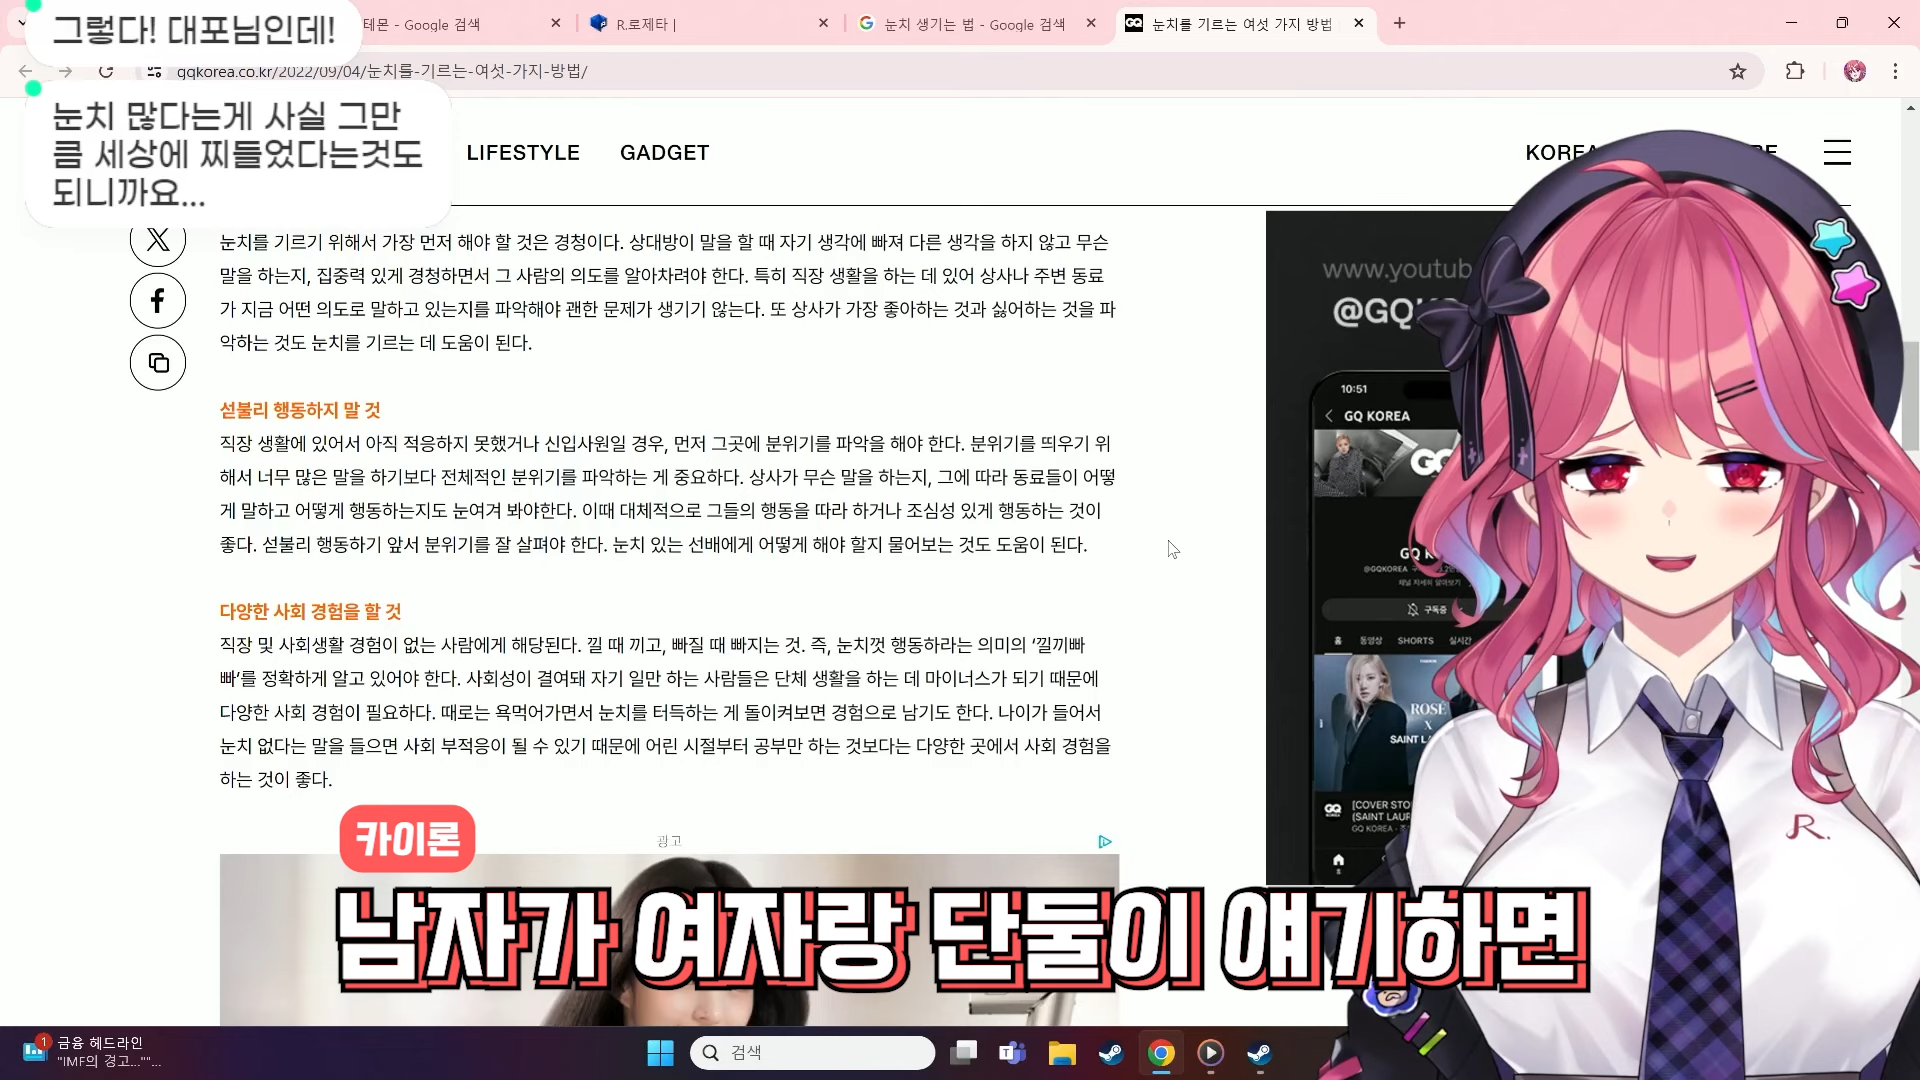 그렇다! 대포님인데!
테몬 - Google 검색
R.로제타 |
눈치 생기는 법 - Google 검색
눈치를 기르는 여섯 가지 방법
gqkorea.co.kr/2022/09/04/눈치를-기르는-여섯-가지-방법/
눈치 많다는게 사실 그만
큼 세상에 찌들었다는것도
되니까요...
LIFESTYLE
GADGET
KOREA
눈치를 기르기 위해서 가장 먼저 해야 할 것은 경청이다. 상대방이 말을 할 때 자기 생각에 빠져 다른 생각을 하지 않고 무슨
말을 하는지, 집중력 있게 경청하면서 그 사람의 의도를 알아차려야 한다. 특히 직장 생활을 하는 데 있어 상사나 주변 동료
가 지금 어떤 의도로 말하고 있는지를 파악해야 괜한 문제가 생기기 않는다. 또 상사가 가장 좋아하는 것과 싫어하는 것을 파
악하는 것도 눈치를 기르는 데 도움이 된다.
섣불리 행동하지 말 것
직장 생활에 있어서 아직 적응하지 못했거나 신입사원일 경우, 먼저 그곳에 분위기를 파악을 해야 한다. 분위기를 띄우기 위
해서 너무 많은 말을 하기보다 전체적인 분위기를 파악하는 게 중요하다. 상사가 무슨 말을 하는지, 그에 따라 동료들이 어떻
게 말하고 어떻게 행동하는지도 눈여겨 봐야한다. 이때 대체적으로 그들의 행동을 따라 하거나 조심성 있게 행동하는 것이
좋다. 섣불리 행동하기 앞서 분위기를 잘 살펴야 한다. 눈치 있는 선배에게 어떻게 해야 할지 물어보는 것도 도움이 된다.
다양한 사회 경험을 할 것
직장 및 사회생활 경험이 없는 사람에게 해당된다. 낄 때 끼고, 빠질 때 빠지는 것. 즉, 눈치껏 행동하라는 의미의 ‘낄끼빠
빠’를 정확하게 알고 있어야 한다. 사회성이 결여돼 자기 일만 하는 사람들은 단체 생활을 하는 데 마이너스가 되기 때문에
다양한 사회 경험이 필요하다. 때로는 욕먹어가면서 눈치를 터득하는 게 돌이켜보면 경험으로 남기도 한다. 나이가 들어서
눈치 없다는 말을 들으면 사회 부적응이 될 수 있기 때문에 어린 시절부터 공부만 하는 것보다는 다양한 곳에서 사회 경험을
하는 것이 좋다.
광고
www.youtub
@GQK
10:51
GQ KOREA
GQ K
@GQKOREA
구독중
홈 동영상 SHORTS 실시간
ROSÉ
X
SAINT L
[COVER STO
(SAINT LAUR
GQ KOREA
R.
카이론
남자가 여자랑 단둘이 얘기하면
1
금융 헤드라인
"IMF의 경고...""...
검색